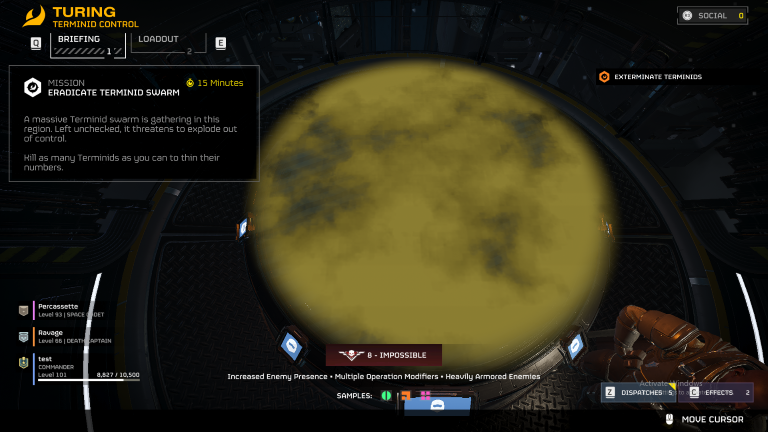 TURING
TERMINID CONTROL
Q
BRIEFING
1
LOADOUT
2
E
SOCIAL 0
MISSION
15 Minutes
ERADICATE TERMINID SWARM
A massive Terminid swarm is gathering in this
region. Left unchecked, it threatens to explode out
of control.
Kill as many Terminids as you can to thin their
numbers.
EXTERMINATE TERMINIDS
Percassette
Level 93 | SPACE CADET
Ravage
Level 66 | DEATH CAPTAIN
test
COMMANDER
Level 101
8,827 / 10,500
8 - IMPOSSIBLE
Increased Enemy Presence • Multiple Operation Modifiers • Heavily Armored Enemies
SAMPLES:
Activate Windows
Z DISPATCHES 5
C EFFECTS 2
MOVE CURSOR